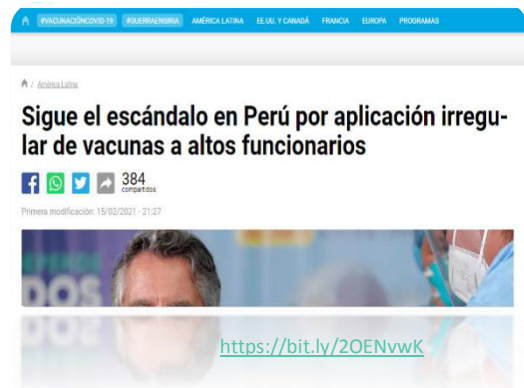 #VACUNACIÓNCOVID-19 #GUERRAENSIRIA AMÉRICA LATINA EE.UU. Y CANADÁ FRANCIA EUROPA PROGRAMAS
/ América Latina
Sigue el escándalo en Perú por aplicación irregu-
lar de vacunas a altos funcionarios
384
compartidos
Primera modificación: 15/02/2021 - 21:27
DOS
https://bit.ly/2OENvwK